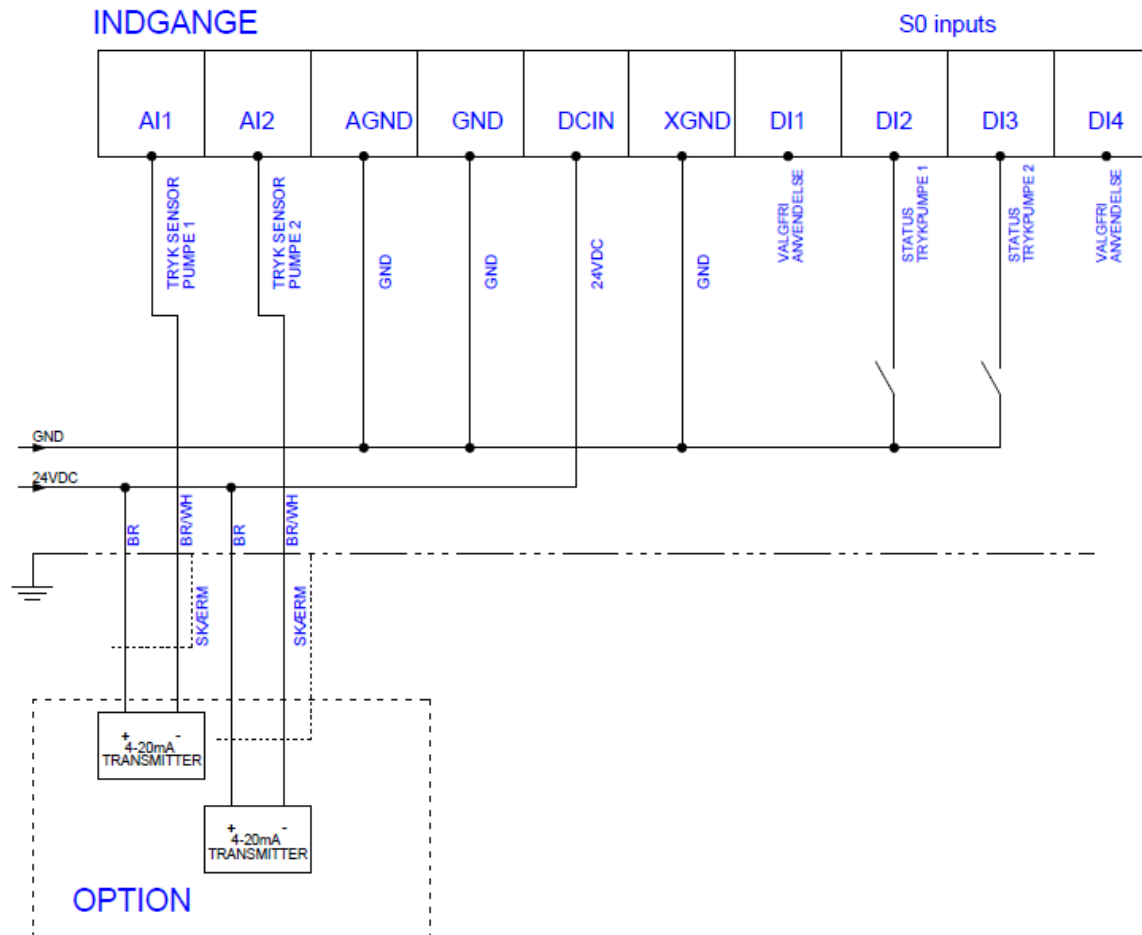 INDGANGE
S0 inputs
AI1
AI2
AGND
GND
DCIN
XGND
DI1
DI2
DI3
DI4
TRYK SENSOR
PUMPE 1
TRYK SENSOR
PUMPE 2
GND
GND
24VDC
GND
VALGFRI
ANVENDELSE
STATUS
TRYKPUMPE 1
STATUS
TRYKPUMPE 2
VALGFRI
ANVENDELSE
GND
24VDC
BR
BR/WH
BR
BR/WH
SKÆRM
SKÆRM
+ -
4-20mA
TRANSMITTER
+ -
4-20mA
TRANSMITTER
OPTION